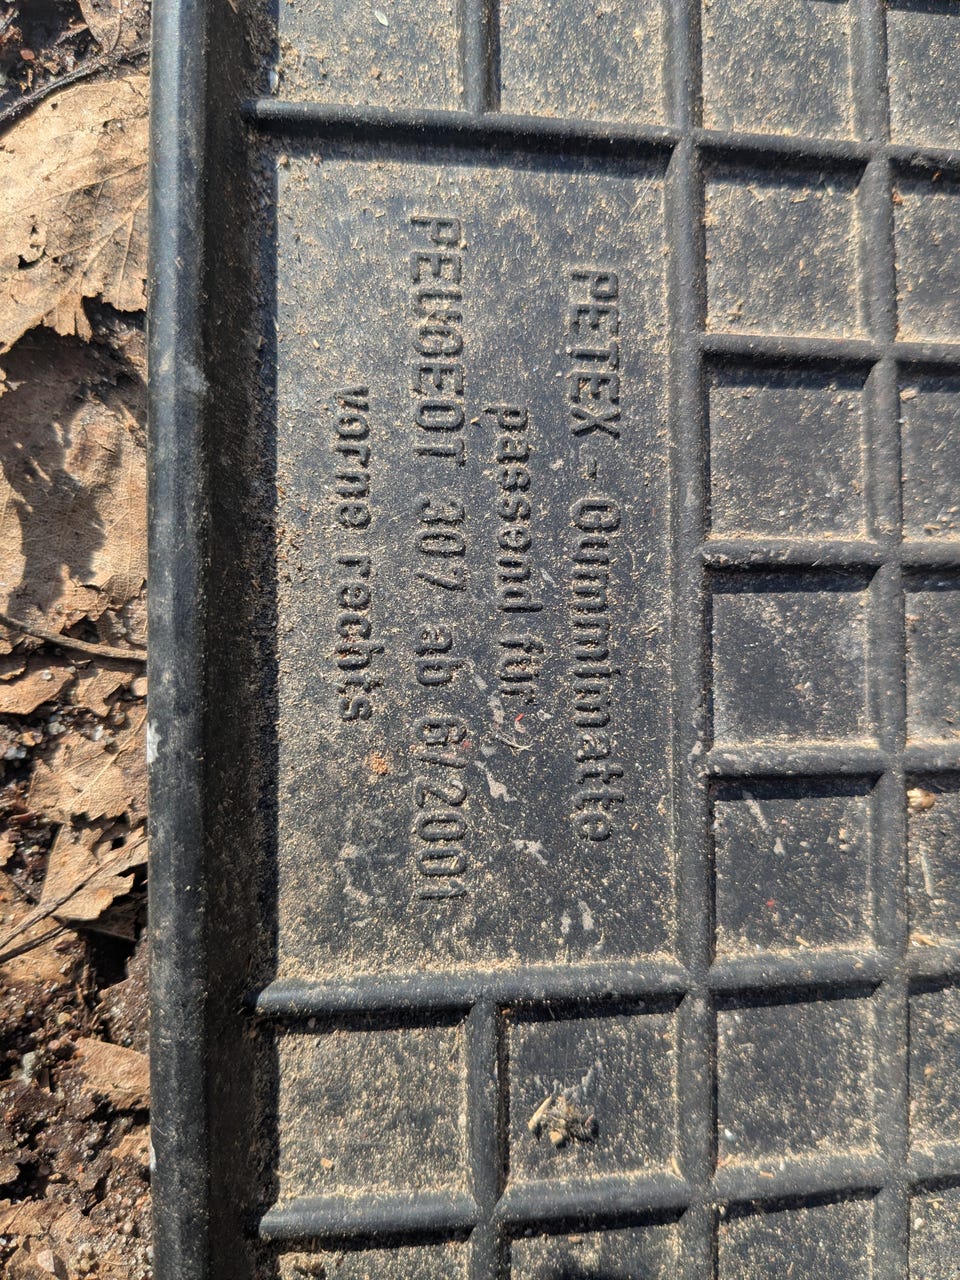 PETEX - Gummimatte
passend für
PEUGEOT 307 ab 6/2001
vorne rechts